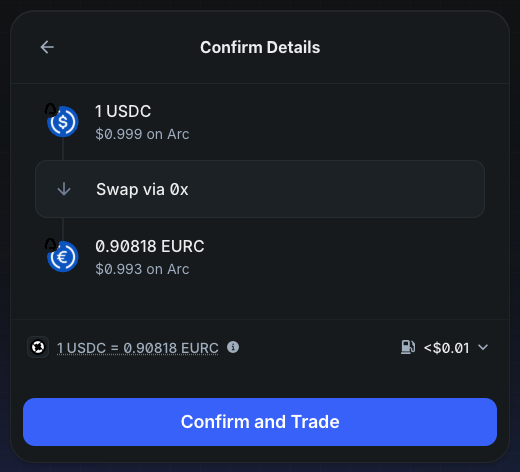 Confirm Details
1 USDC
$0.999 on Arc
Swap via 0x
0.90818 EURC
$0.993 on Arc
1 USDC = 0.90818 EURC <$0.01
Confirm and Trade